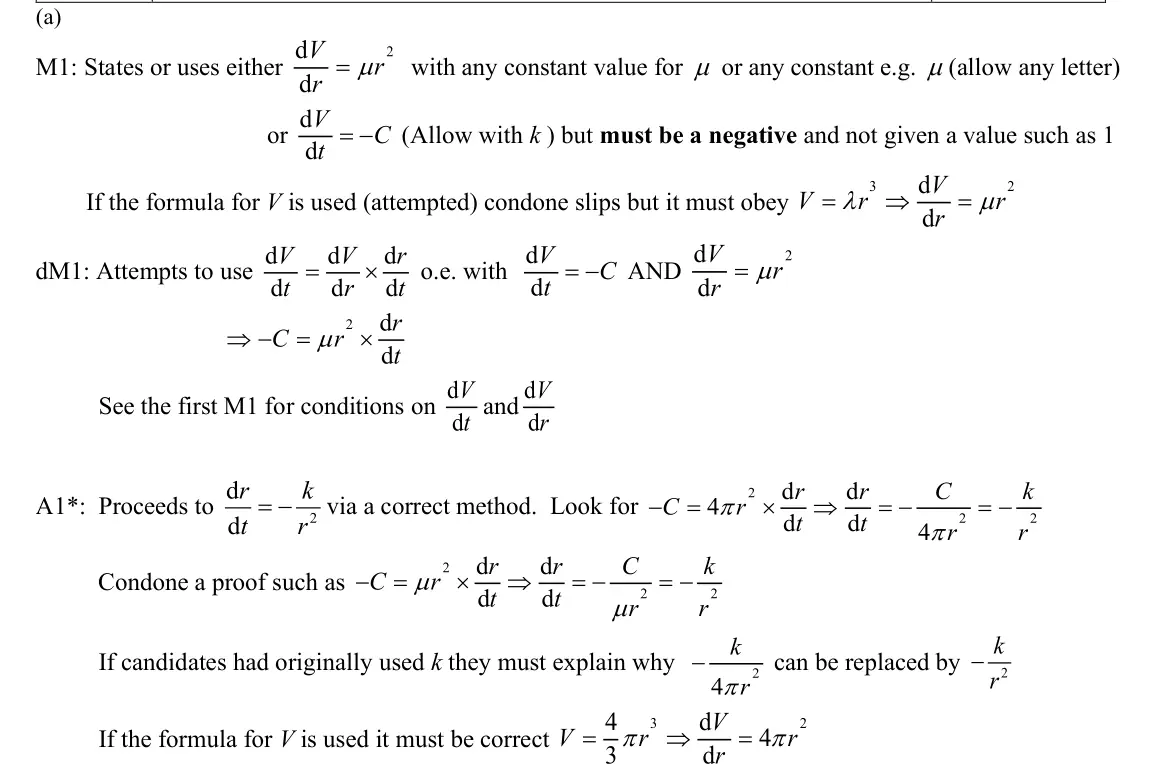 (a)
M1: States or uses either dV/dr = μr² with any constant value for μ or any constant e.g. μ (allow any letter)
or dV/dt = −C (Allow with k ) but must be a negative and not given a value such as 1
If the formula for V is used (attempted) condone slips but it must obey V = λr³ ⇒ dV/dr = μr²
dM1: Attempts to use dV/dt = dV/dr × dr/dt o.e. with dV/dt = −C AND dV/dr = μr²
⇒ −C = μr² × dr/dt
See the first M1 for conditions on dV/dt and dV/dr
A1*: Proceeds to dr/dt = −k/r² via a correct method. Look for −C = 4πr² × dr/dt ⇒ dr/dt = −C/4πr² = −k/r²
Condone a proof such as −C = μr² × dr/dt ⇒ dr/dt = −C/μr² = −k/r²
If candidates had originally used k they must explain why −k/4πr² can be replaced by −k/r²
If the formula for V is used it must be correct V = 4/3 πr³ ⇒ dV/dr = 4πr²